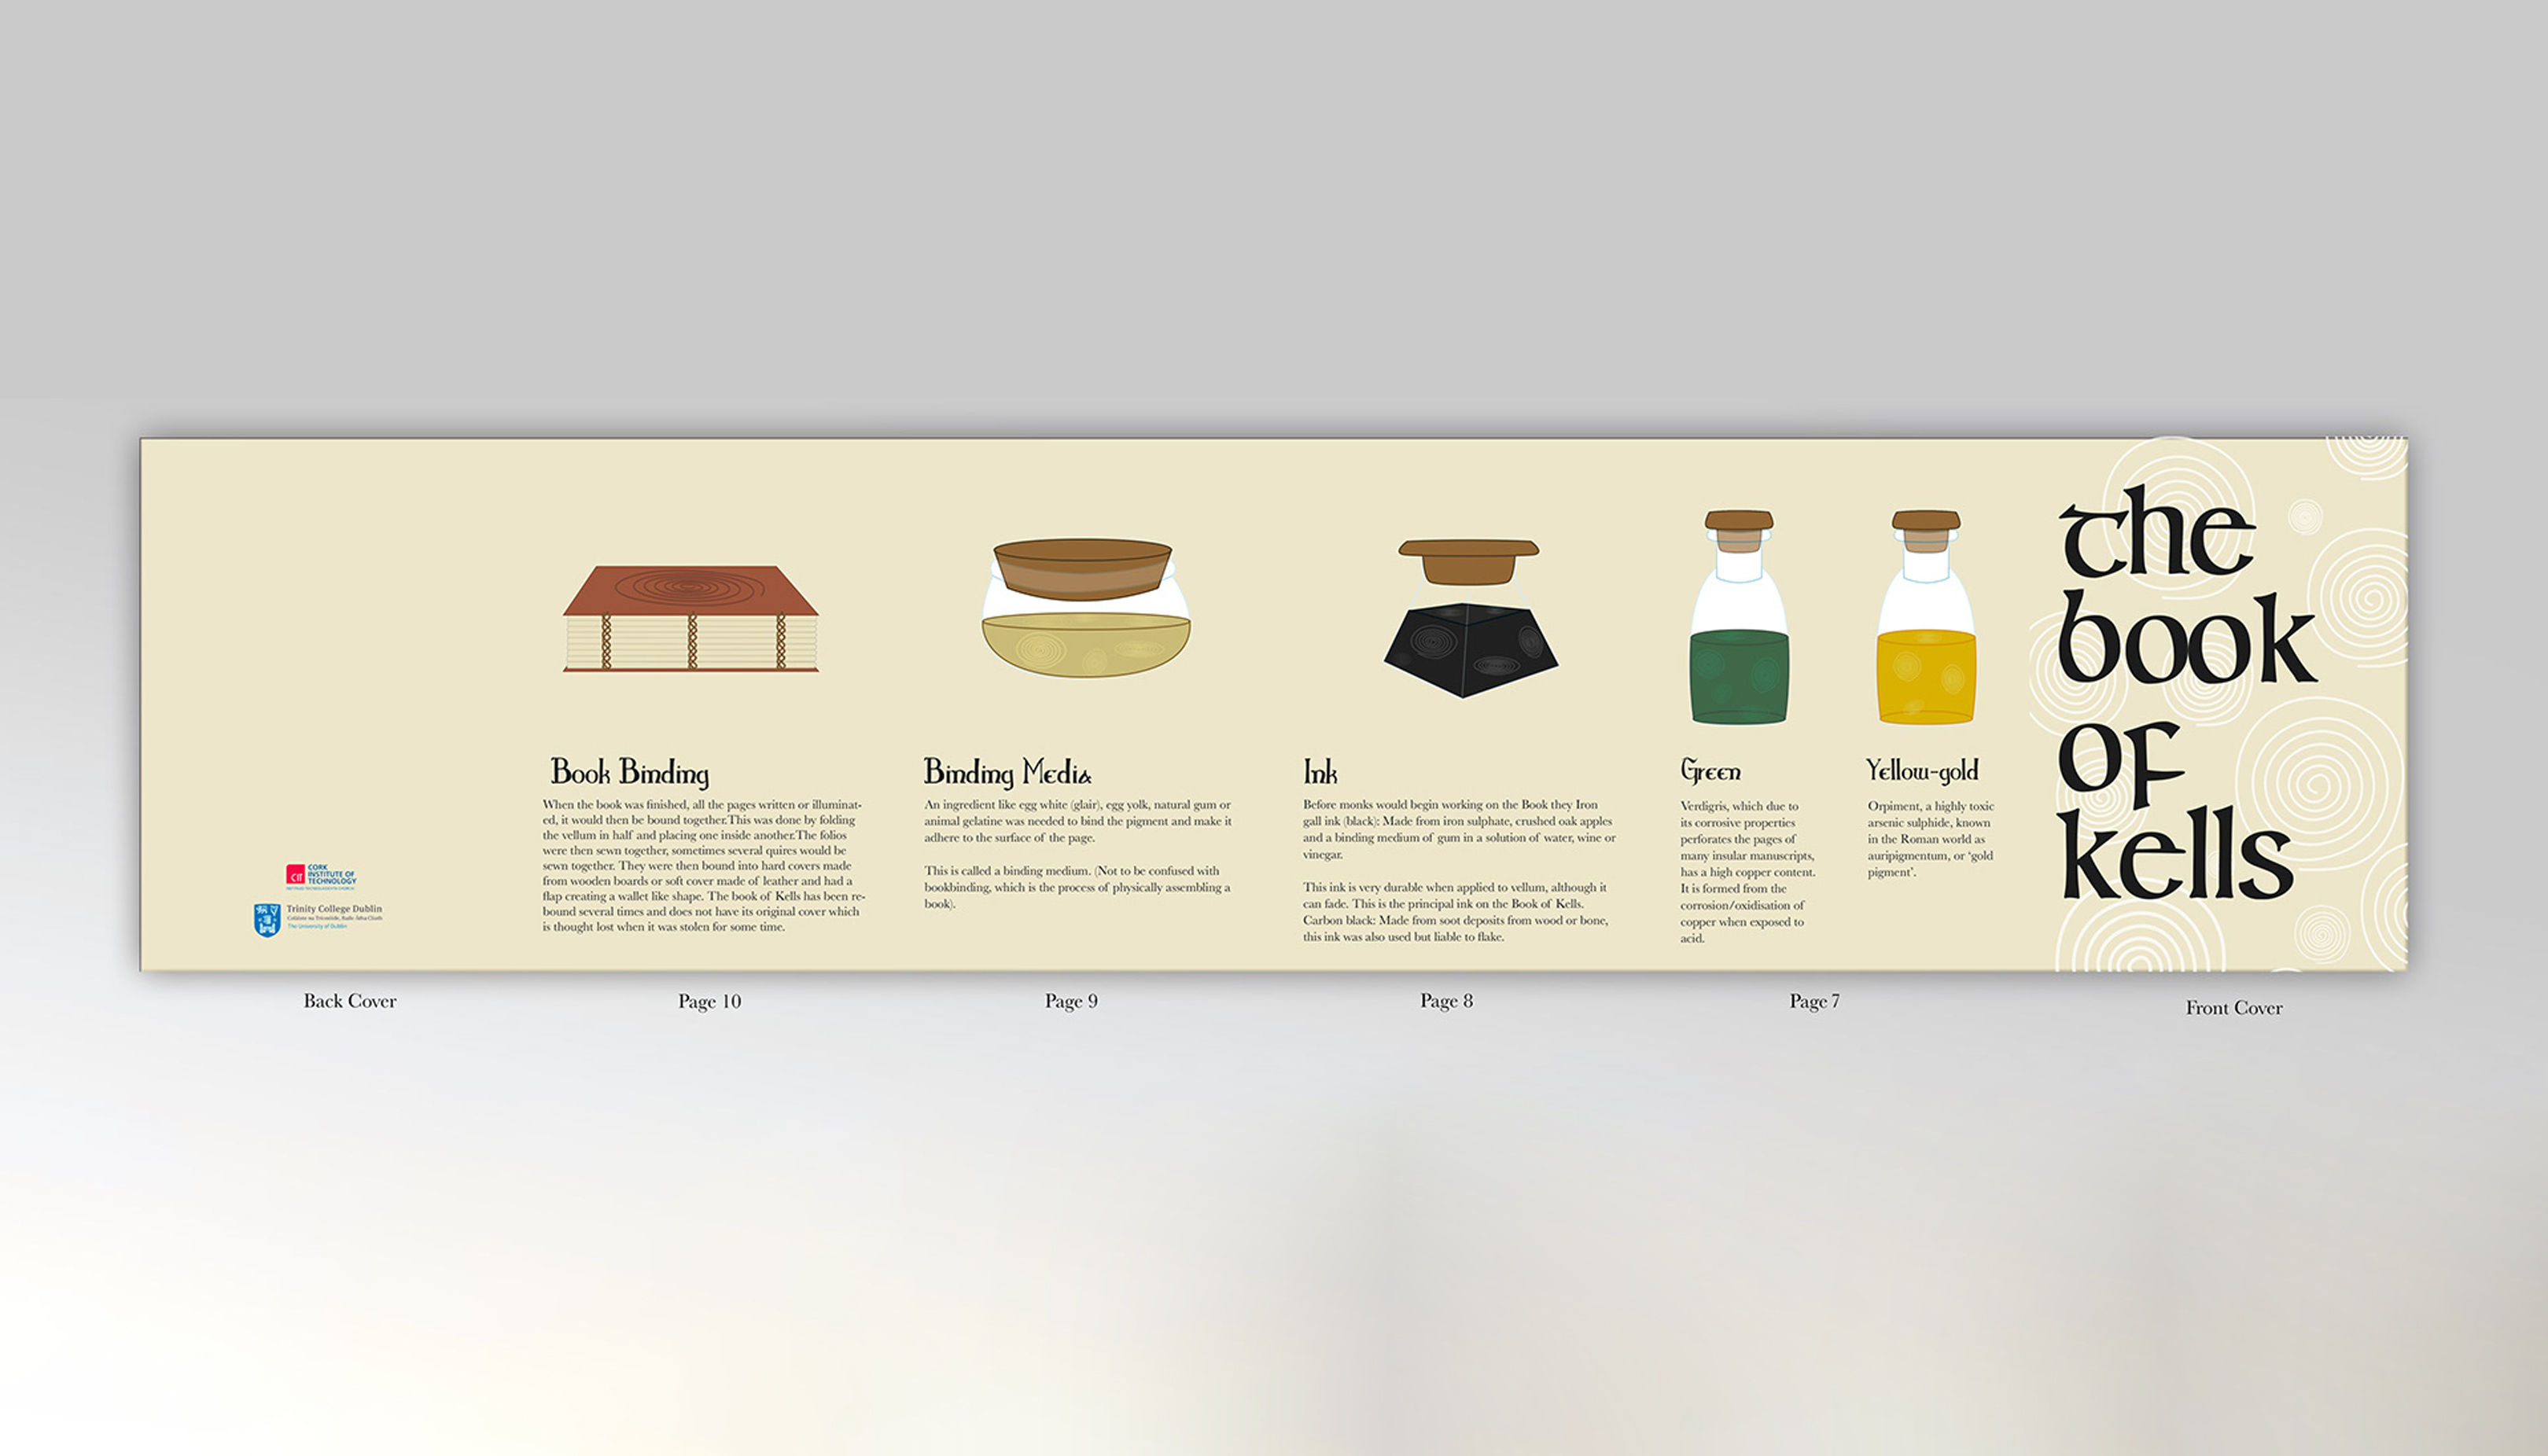 CIT
CORK
INSTITUTE OF
TECHNOLOGY
Trinity College Dublin
Coláiste na Tríonóide, Baile Átha Cliath
The University of Dublin
Back Cover
Book Binding
When the book was finished, all the pages written or illuminat-
ed, it would then be bound together.This was done by folding
the vellum in half and placing one inside another.The folios
were then sewn together, sometimes several quires would be
sewn together. They were then bound into hard covers made
from wooden boards or soft cover made of leather and had a
flap creating a wallet like shape. The book of Kells has been re-
bound several times and does not have its original cover which
is thought lost when it was stolen for some time.
Page 10
Binding Media
An ingredient like egg white (glair), egg yolk, natural gum or
animal gelatine was needed to bind the pigment and make it
adhere to the surface of the page.
This is called a binding medium. (Not to be confused with
bookbinding, which is the process of physically assembling a
book).
Page 9
Ink
Before monks would begin working on the Book they Iron
gall ink (black): Made from iron sulphate, crushed oak apples
and a binding medium of gum in a solution of water, wine or
vinegar.
This ink is very durable when applied to vellum, although it
can fade. This is the principal ink on the Book of Kells.
Carbon black: Made from soot deposits from wood or bone,
this ink was also used but liable to flake.
Page 8
Green
Verdigris, which due to
its corrosive properties
perforates the pages of
many insular manuscripts,
has a high copper content.
It is formed from the
corrosion/oxidisation of
copper when exposed to
acid.
Yellow-gold
Orpiment, a highly toxic
arsenic sulphide, known
in the Roman world as
auripigmentum, or ‘gold
pigment’.
Page 7
the
book
of
kells
Front Cover